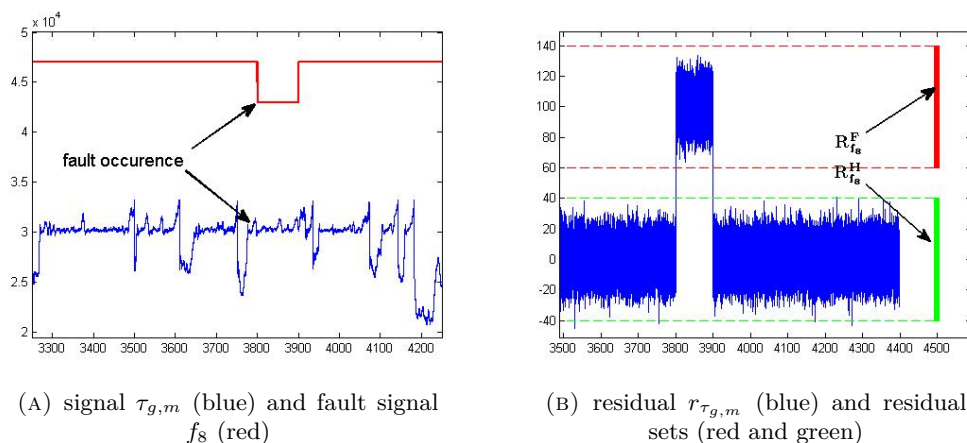 x 10⁴
5
4.5
4
3.5
3
2.5
2
fault occurence
3300 3400 3500 3600 3700 3800 3900 4000 4100 4200
140
120
100
80
60
40
20
0
-20
-40
R^F_{f_8}
R^H_{f_8}
3500 3600 3700 3800 3900 4000 4100 4200 4300 4400 4500
(A) signal τ_{g,m} (blue) and fault signal
f_8 (red)
(B) residual r_{τ_{g,m}} (blue) and residual
sets (red and green)